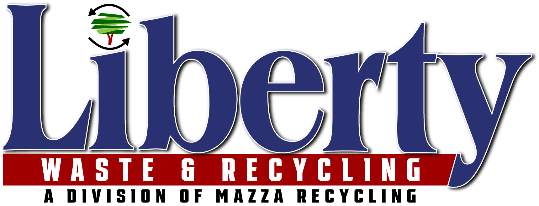 Liberty
WASTE & RECYCLING
A DIVISION OF MAZZA RECYCLING